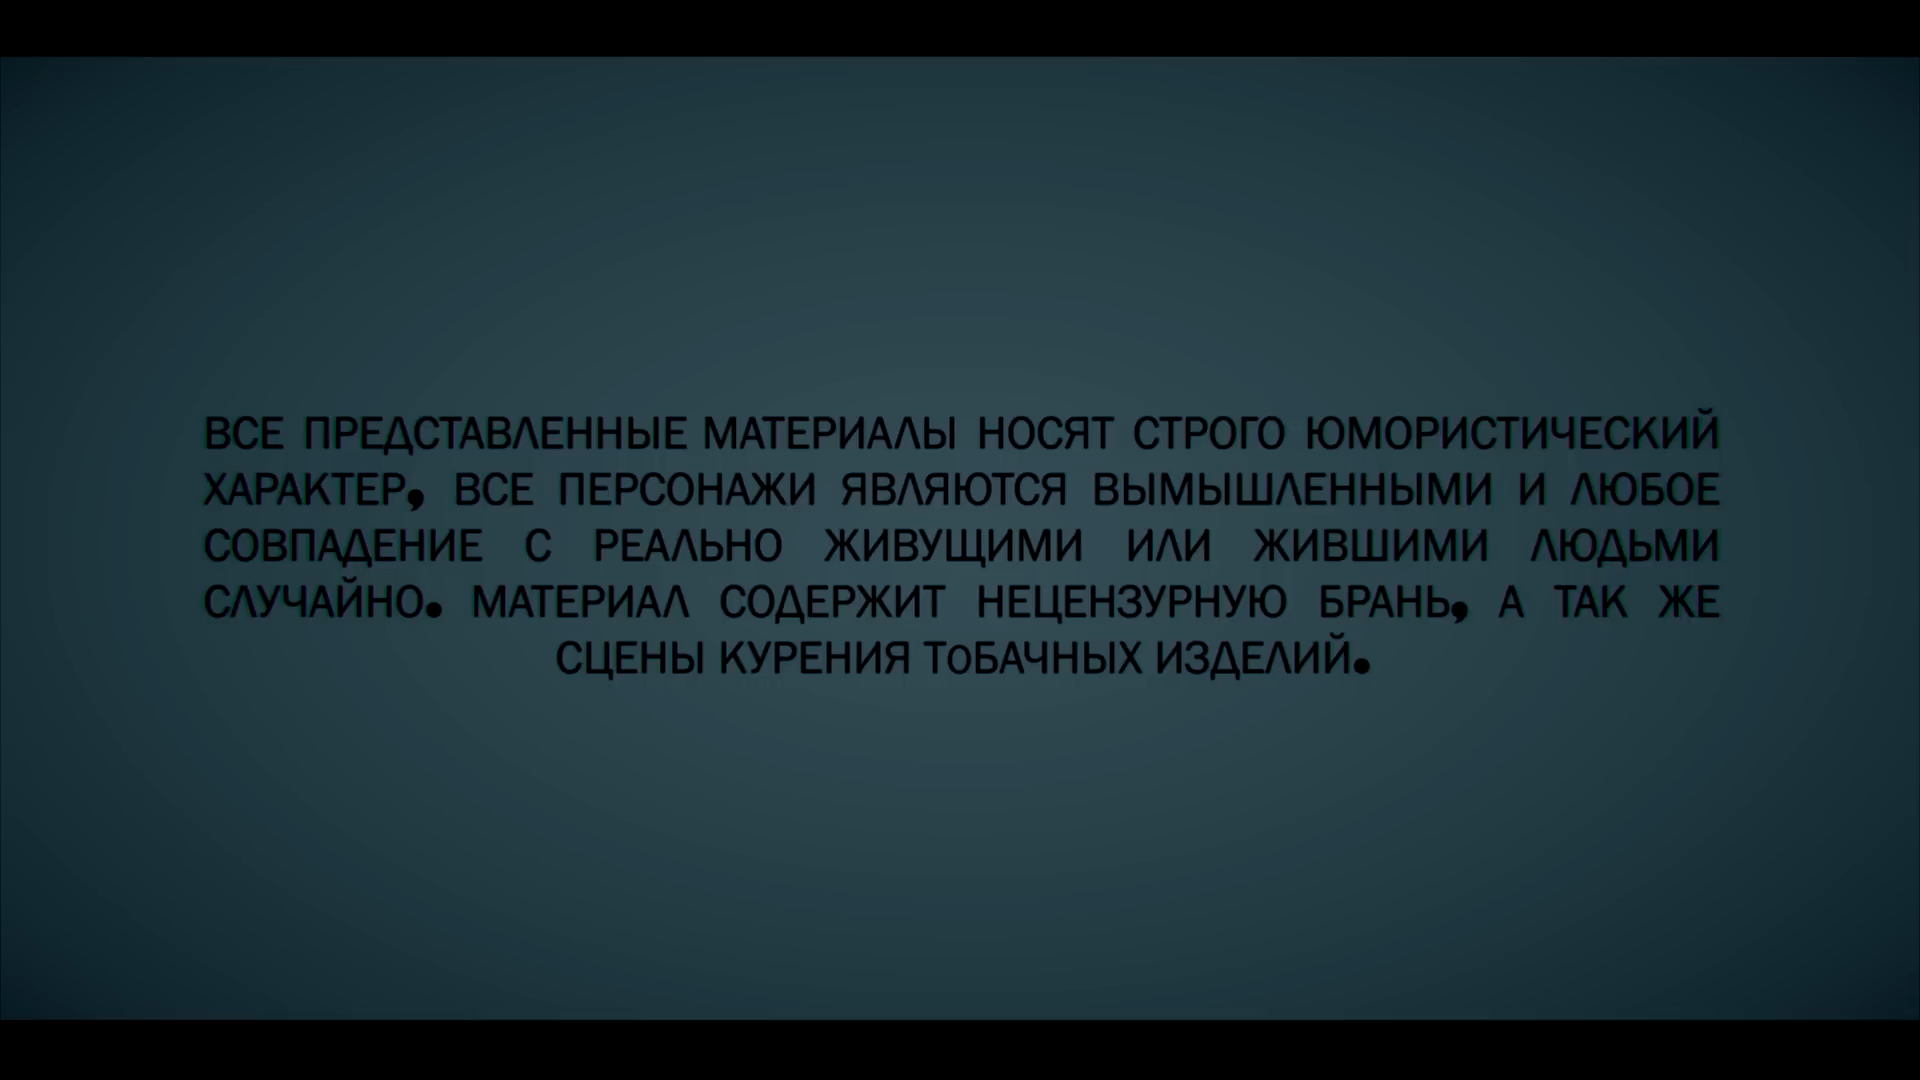 ВСЕ ПРЕДСТАВЛЕННЫЕ МАТЕРИАЛЫ НОСЯТ СТРОГО ЮМОРИСТИЧЕСКИЙ
ХАРАКТЕР, ВСЕ ПЕРСОНАЖИ ЯВЛЯЮТСЯ ВЫМЫШЛЕННЫМИ И ЛЮБОЕ
СОВПАДЕНИЕ С РЕАЛЬНО ЖИВУЩИМИ ИЛИ ЖИВШИМИ ЛЮДЬМИ
СЛУЧАЙНО. МАТЕРИАЛ СОДЕРЖИТ НЕЦЕНЗУРНУЮ БРАНЬ, А ТАК ЖЕ
СЦЕНЫ КУРЕНИЯ ТоБАЧНЫХ ИЗДЕЛИЙ.